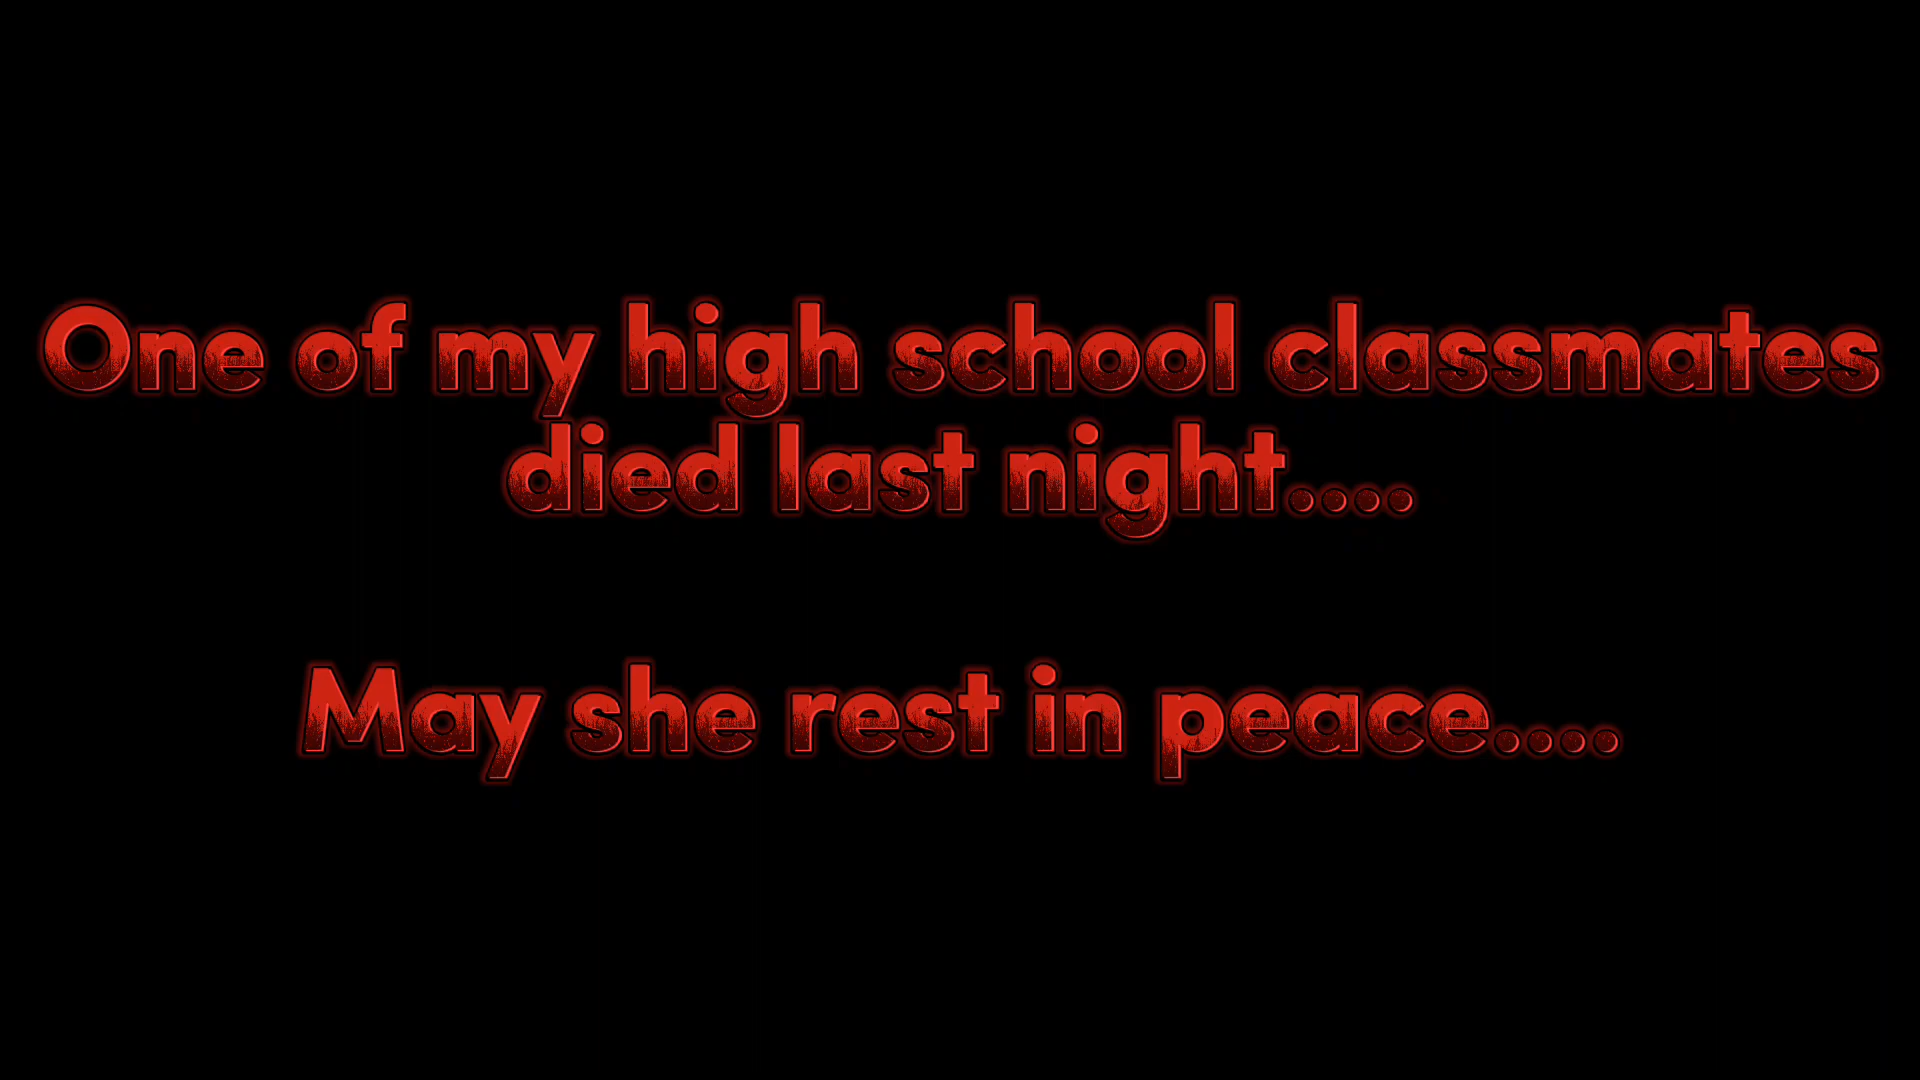 One of my high school classmates
died last night....
May she rest in peace....